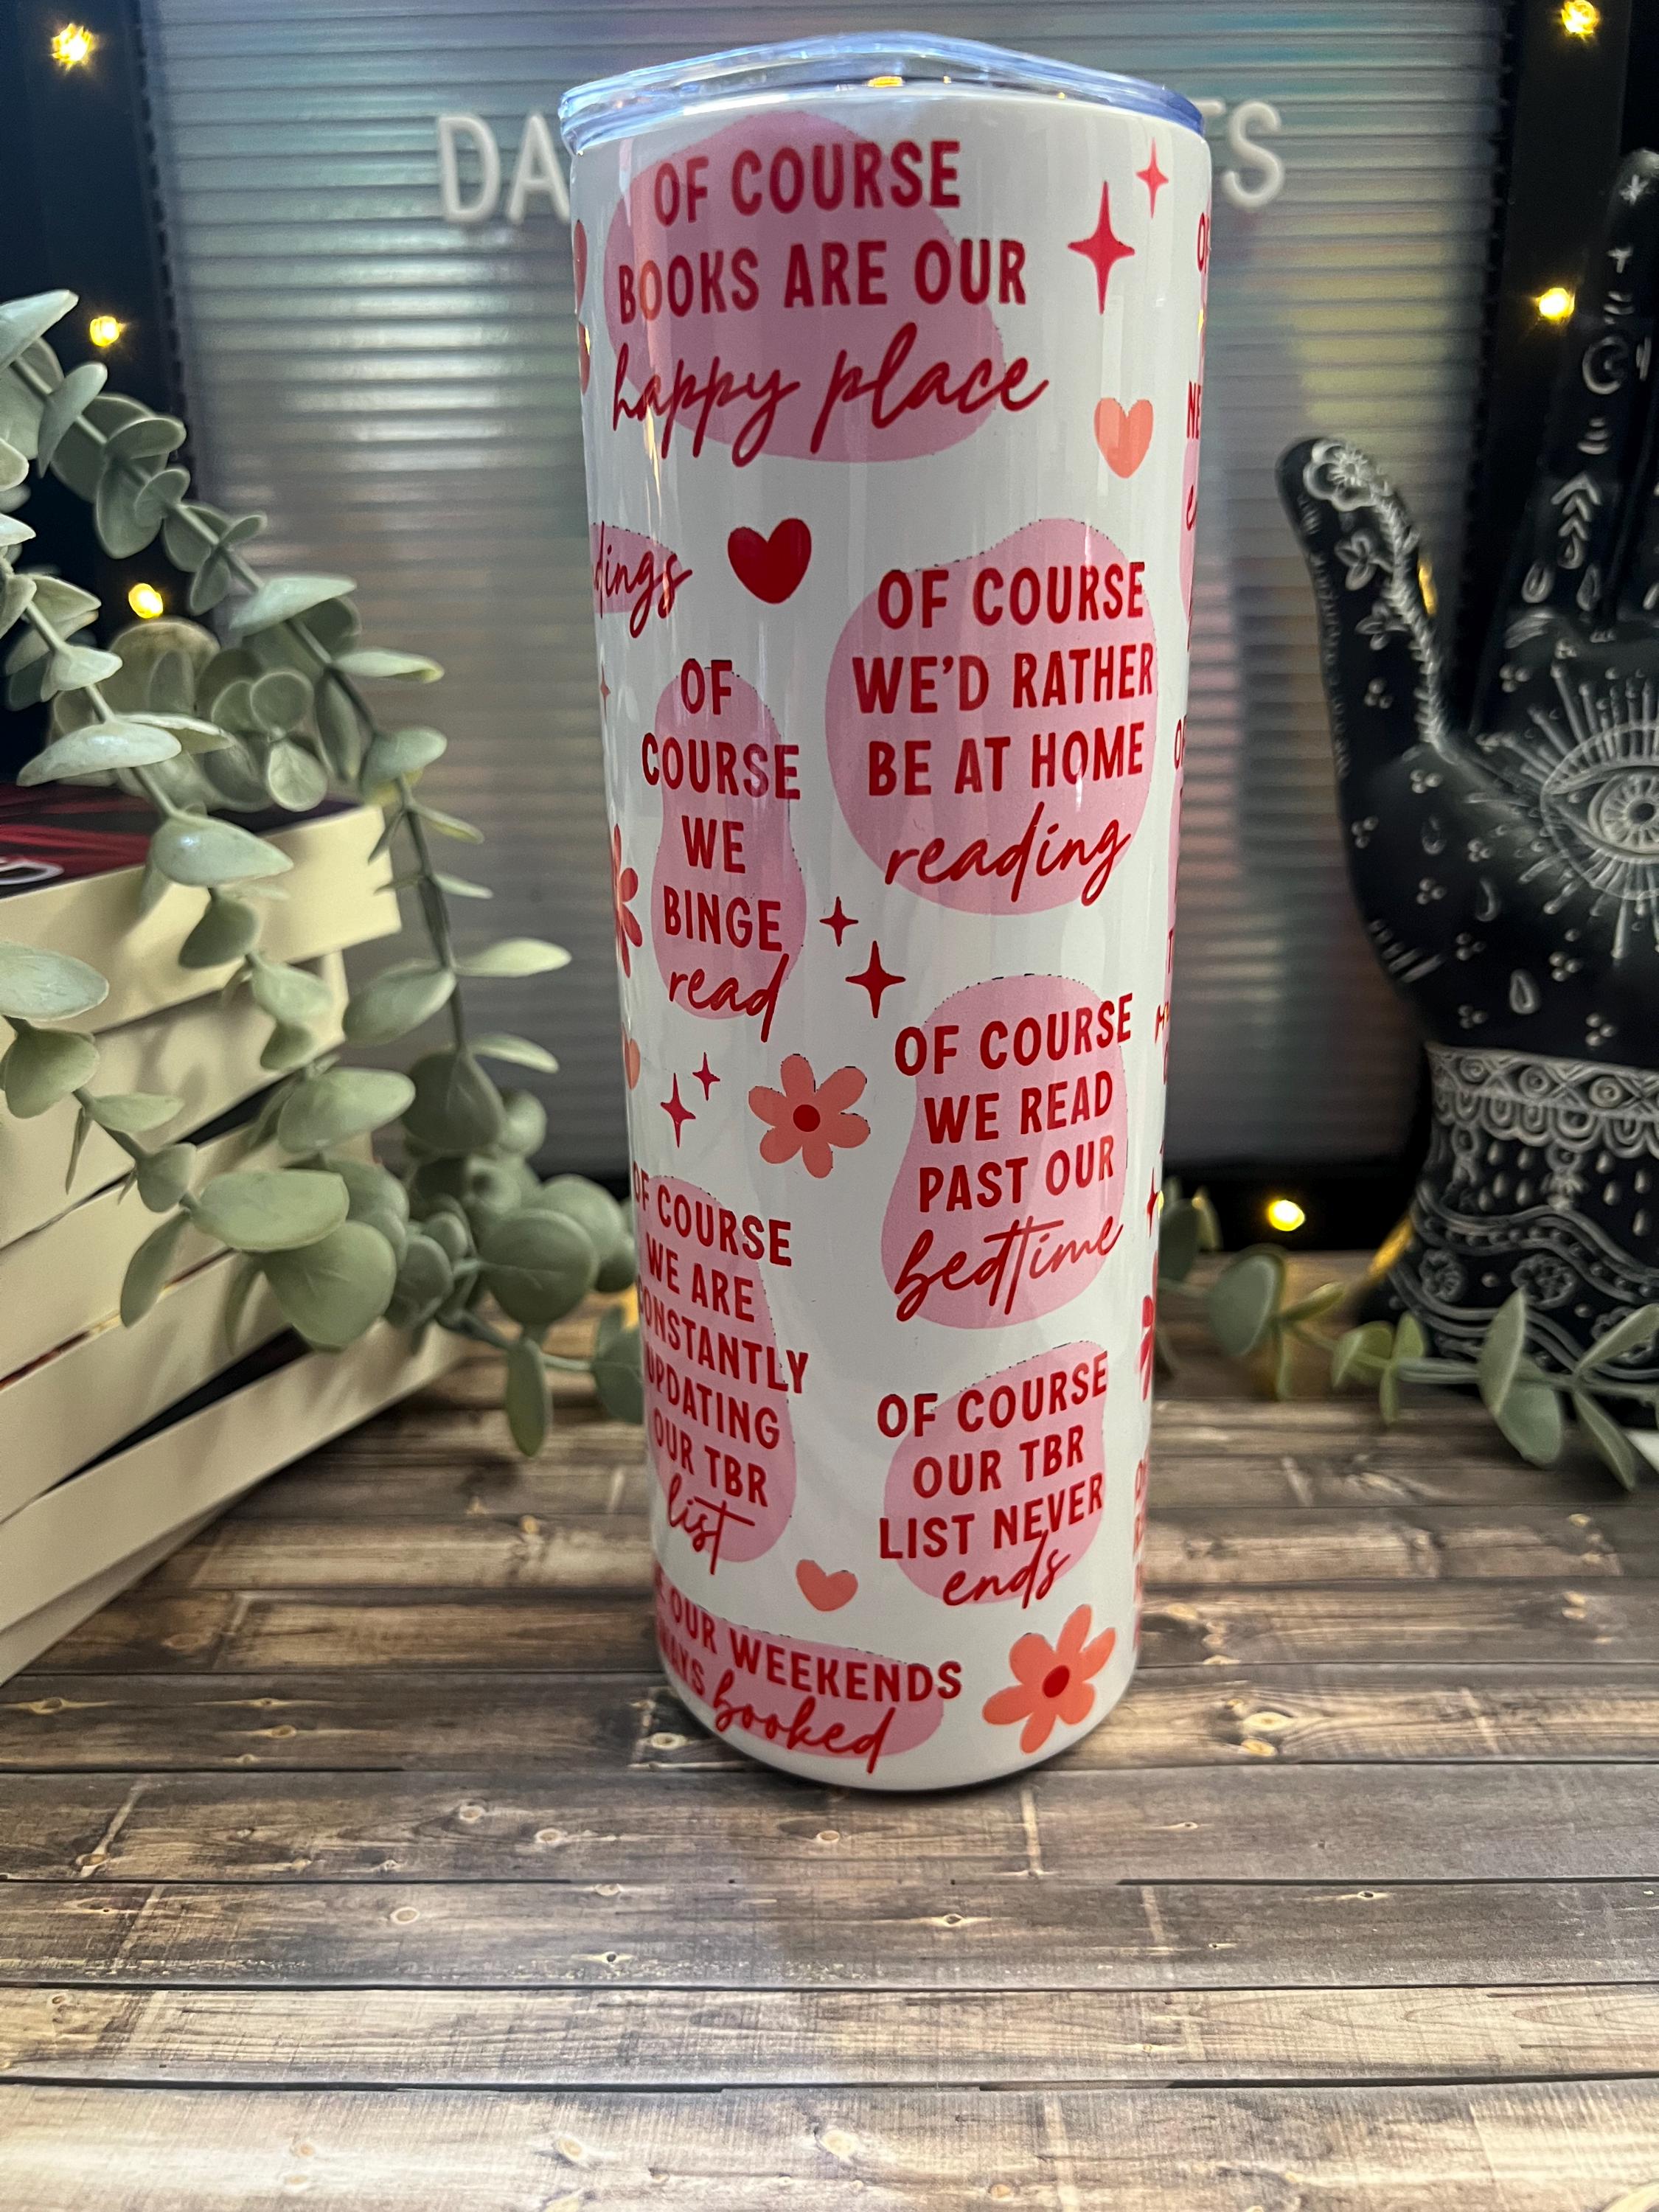 OF COURSE
BOOKS ARE OUR
happy place
OF COURSE
WE'D RATHER
BE AT HOME
reading
OF
COURSE
WE
BINGE
read
OF COURSE
WE READ
PAST OUR
bedtime
OF COURSE
WE ARE
CONSTANTLY
UPDATING
OUR TBR
list
OF COURSE
OUR TBR
LIST NEVER
ends
OUR WEEKENDS
booked